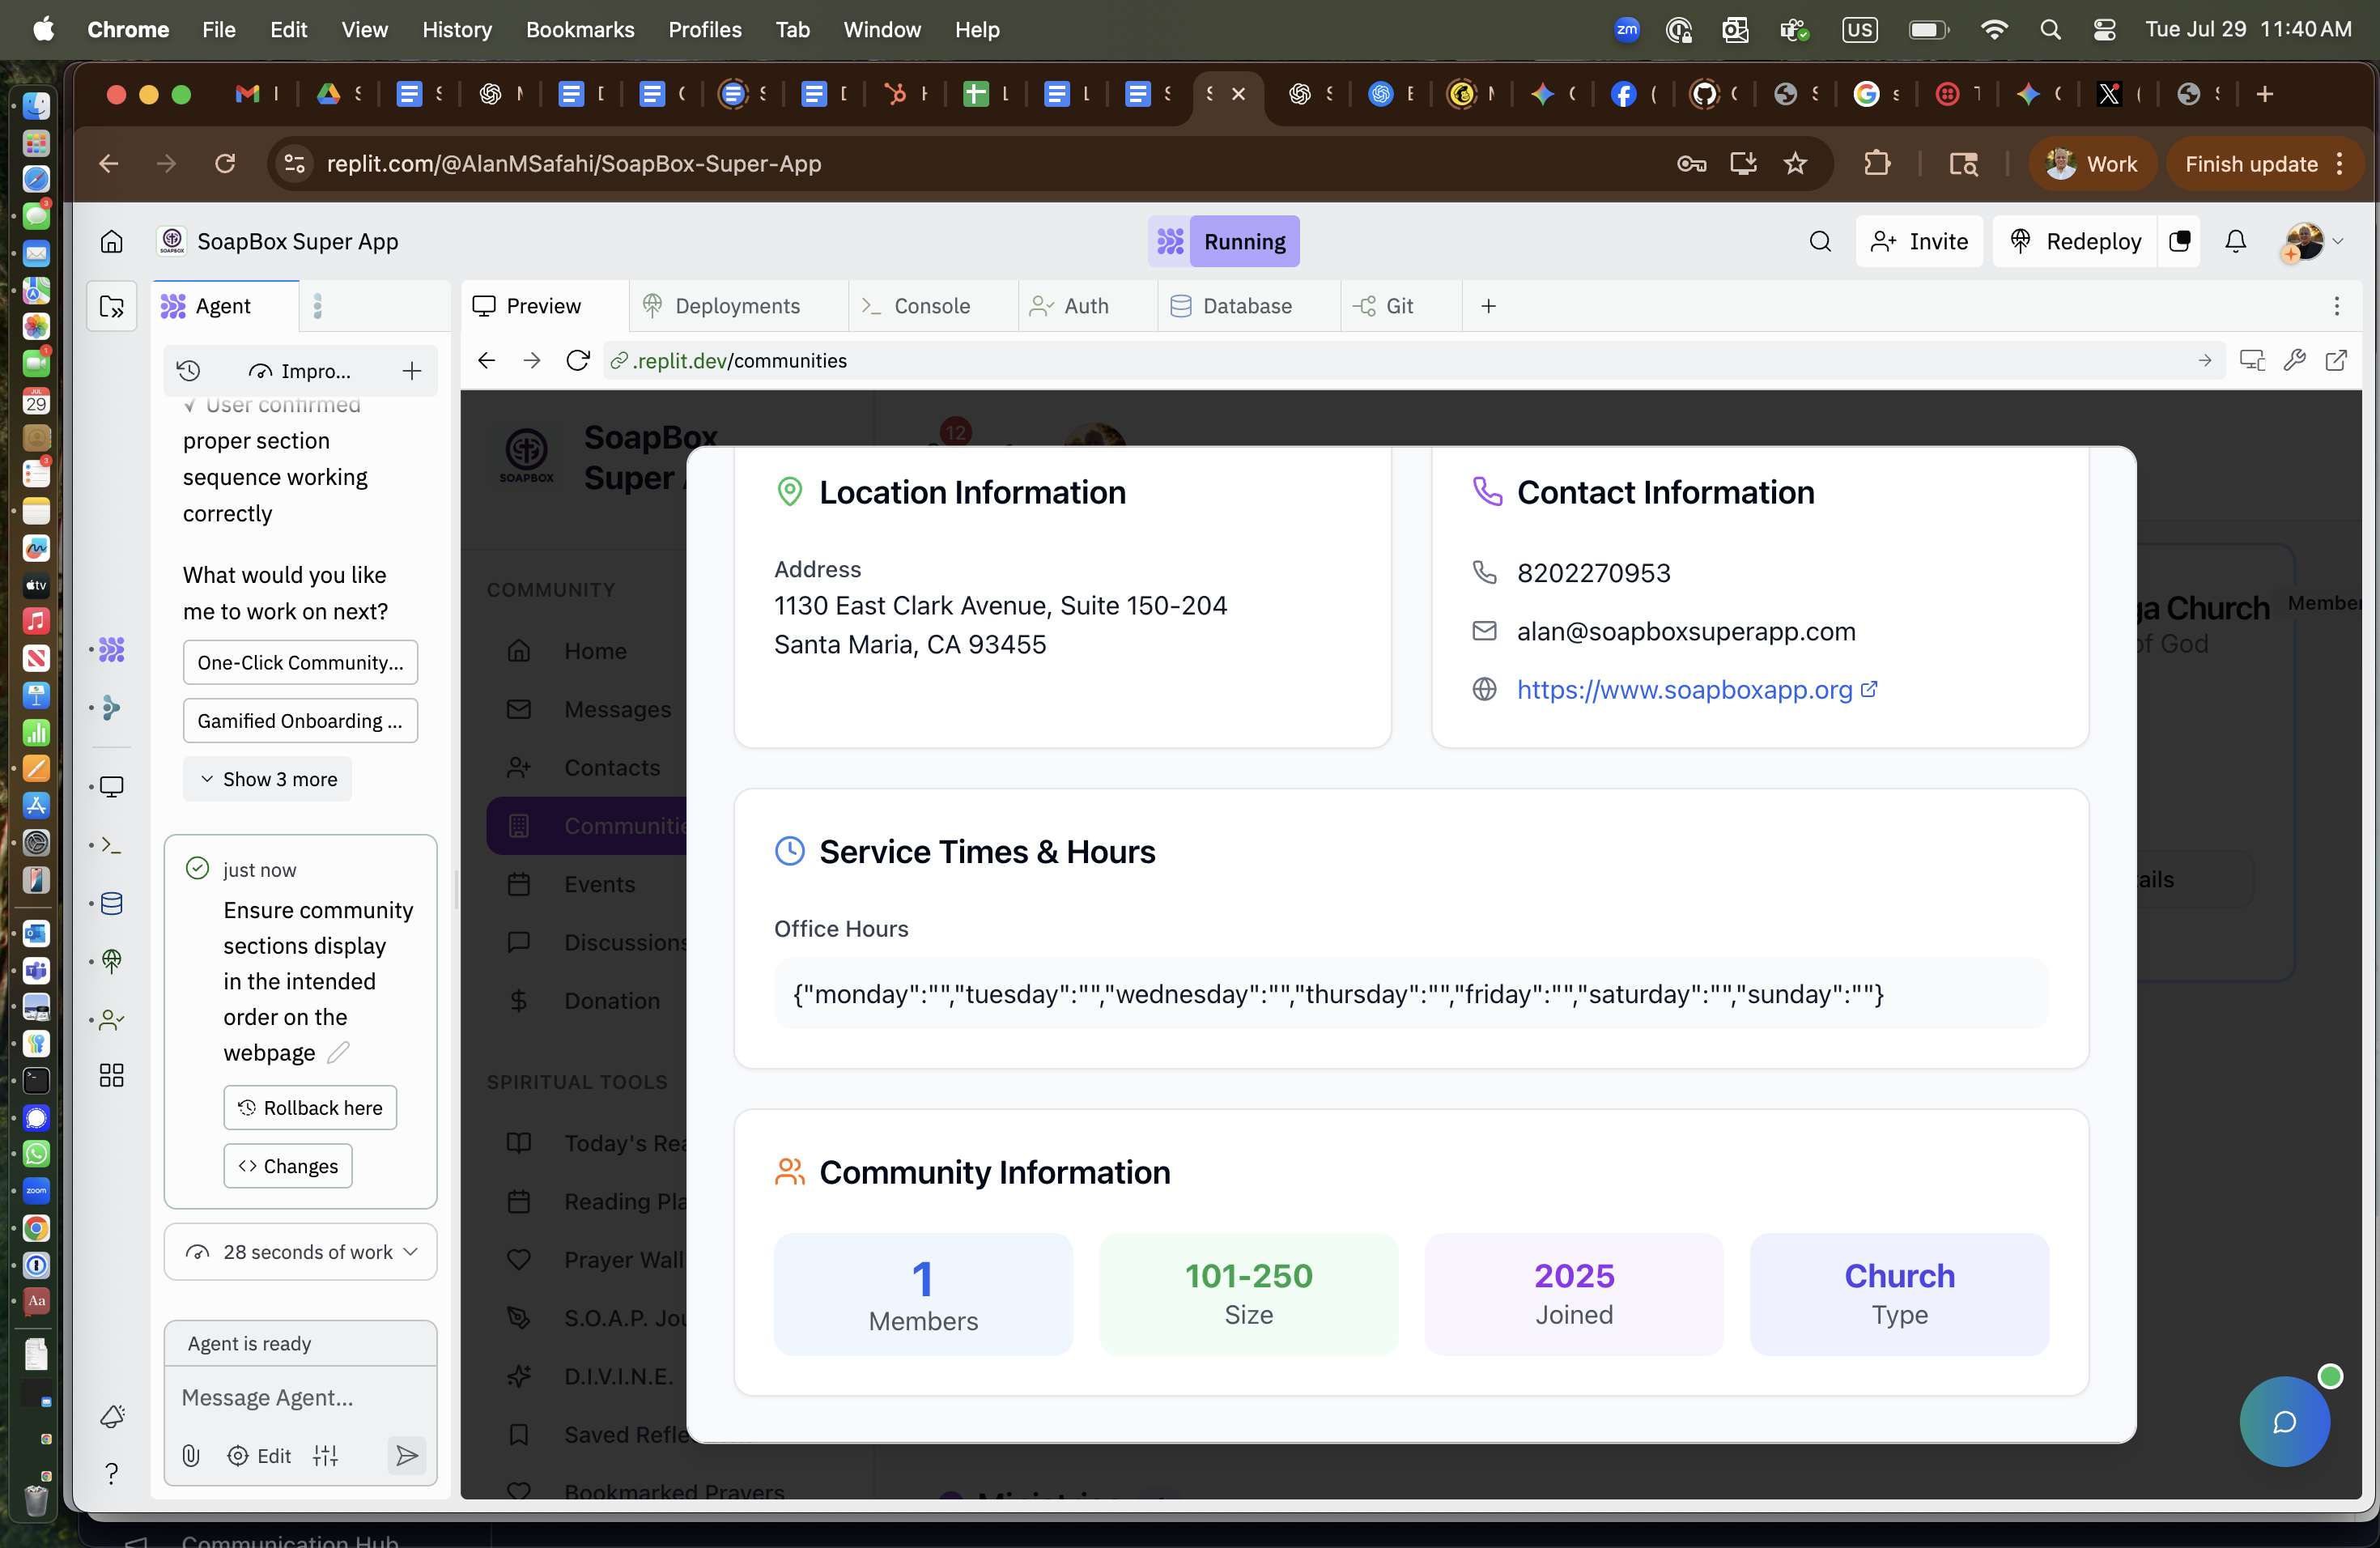 Chrome File Edit View History Bookmarks Profiles Tab Window Help
zm US Tue Jul 29 11:40 AM
replit.com/@AlanMSafahi/SoapBox-Super-App
Work
Finish update
SoapBox Super App
Running
Invite
Redeploy
Agent
Preview
Deployments
Console
Auth
Database
Git
Impro...
.replit.dev/communities
✓ User confirmed
proper section
sequence working
correctly
What would you like
me to work on next?
One-Click Community...
Gamified Onboarding ...
Show 3 more
just now
Ensure community
sections display
in the intended
order on the
webpage
Rollback here
Changes
28 seconds of work
Agent is ready
Message Agent...
Edit
SOAPBOX
SoapBox
Super A
12
COMMUNITY
Home
Messages
Contacts
Communitie
Events
Discussions
Donation
SPIRITUAL TOOLS
Today's Rea
Reading Pla
Prayer Wall
S.O.A.P. Jou
D.I.V.I.N.E.
Saved Refle
Bookmarked Prayers
Location Information
Address
1130 East Clark Avenue, Suite 150-204
Santa Maria, CA 93455
Contact Information
8202270953
alan@soapboxsuperapp.com
https://www.soapboxapp.org
Service Times & Hours
Office Hours
{"monday":"","tuesday":"","wednesday":"","thursday":"","friday":"","saturday":"","sunday":""}
Community Information
1
Members
101-250
Size
2025
Joined
Church
Type
ga Church
Member
of God
ails
Communication Hub